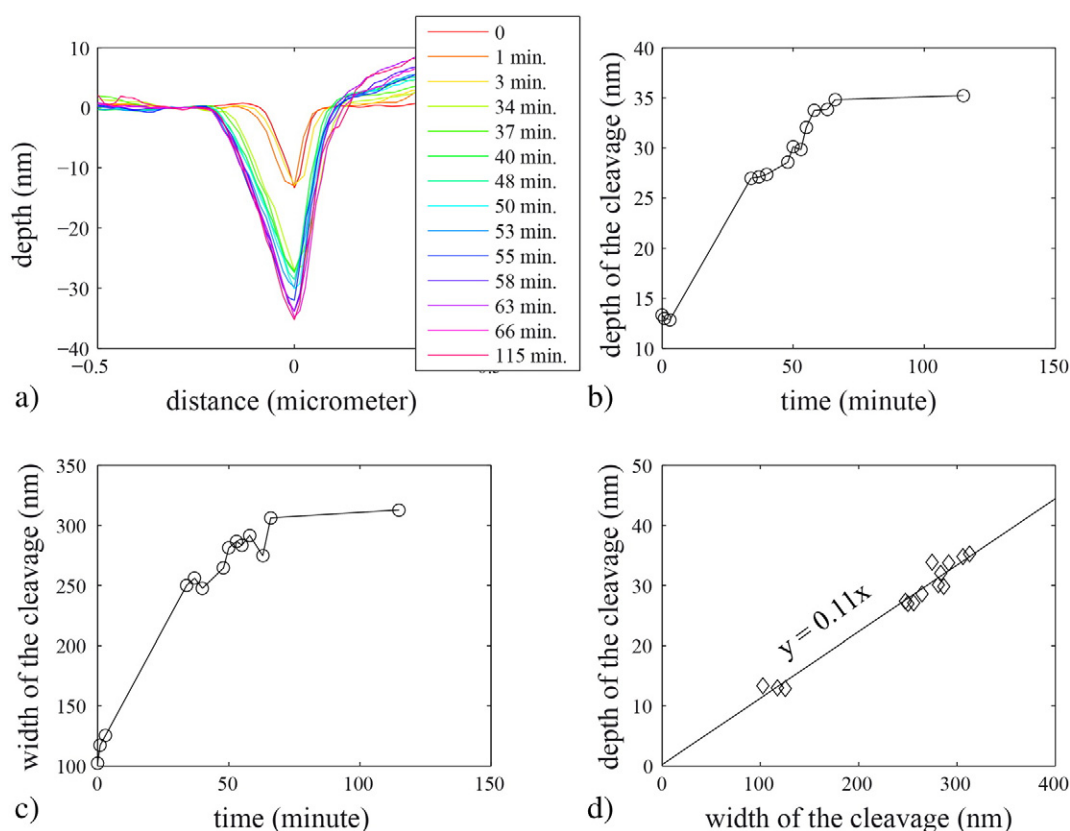 10
0
−10
−20
−30
−40
−0.5
0
depth (nm)
distance (micrometer)
a)
0
1 min.
3 min.
34 min.
37 min.
40 min.
48 min.
50 min.
53 min.
55 min.
58 min.
63 min.
66 min.
115 min.
40
35
30
25
20
15
10
0
50
100
150
depth of the cleavage (nm)
time (minute)
b)
350
300
250
200
150
100
0
50
100
150
width of the cleavage (nm)
time (minute)
c)
50
40
30
20
10
0
0
100
200
300
400
depth of the cleavage (nm)
y = 0.11x
width of the cleavage (nm)
d)